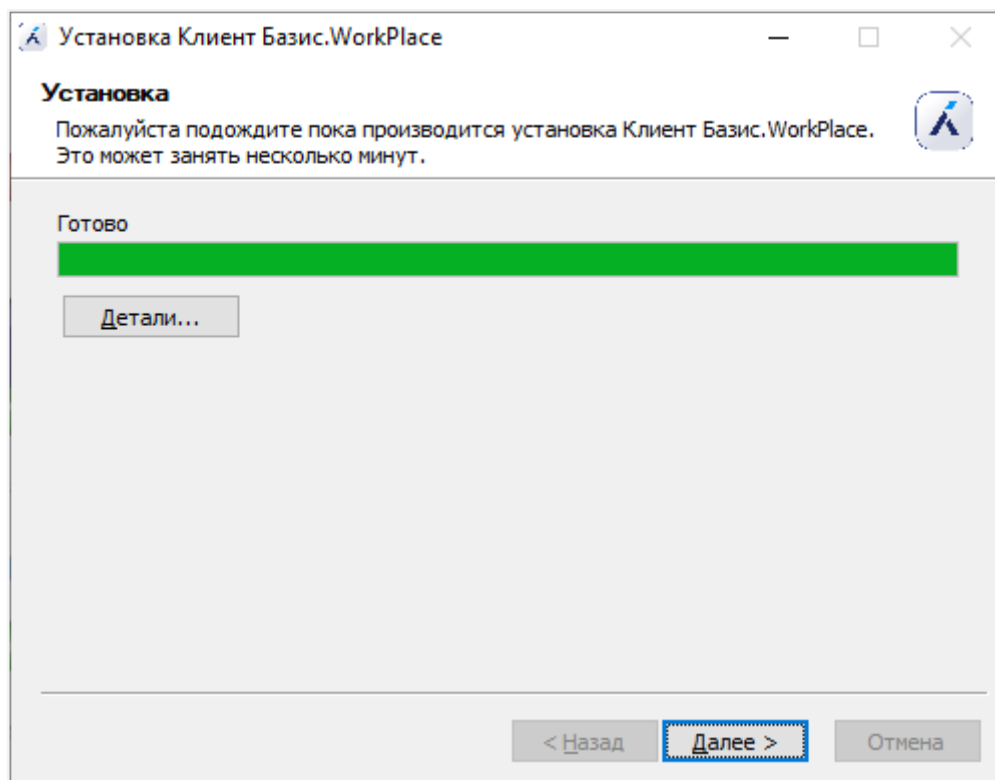 Установка Клиент Базис.WorkPlace
Установка
Пожалуйста подождите пока производится установка Клиент Базис.WorkPlace.
Это может занять несколько минут.
Готово
Детали...
< Назад
Далее >
Отмена